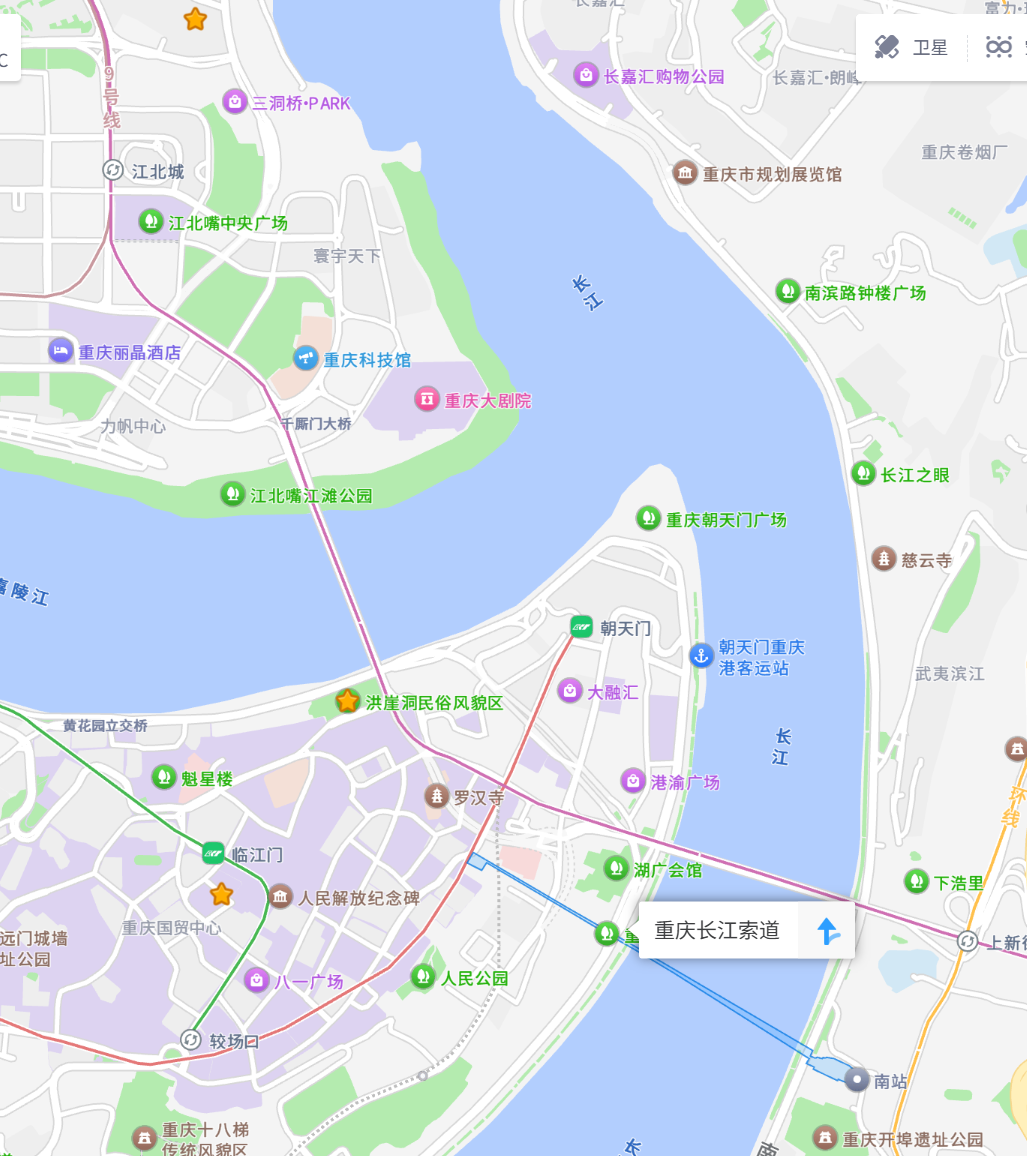 长嘉汇
卫星
C
9号线
三洞桥•PARK
长嘉汇购物公园
长嘉汇•朗峰
重庆卷烟厂
江北城
重庆市规划展览馆
江北嘴中央广场
寰宇天下
长江
南滨路钟楼广场
重庆丽晶酒店
重庆科技馆
重庆大剧院
力帆中心
千厮门大桥
长江之眼
江北嘴江滩公园
重庆朝天门广场
慈云寺
嘉陵江
朝天门
朝天门重庆
港客运站
武夷滨江
大融汇
洪崖洞民俗风貌区
黄花园立交桥
长江
魁星楼
港渝广场
罗汉寺
环线
临江门
湖广会馆
下浩里
人民解放纪念碑
重庆国贸中心
远门城墙
址公园
重庆长江索道
上新街
八一广场
人民公园
较场口
南站
重庆十八梯
传统风貌区
长
南
重庆开埠遗址公园